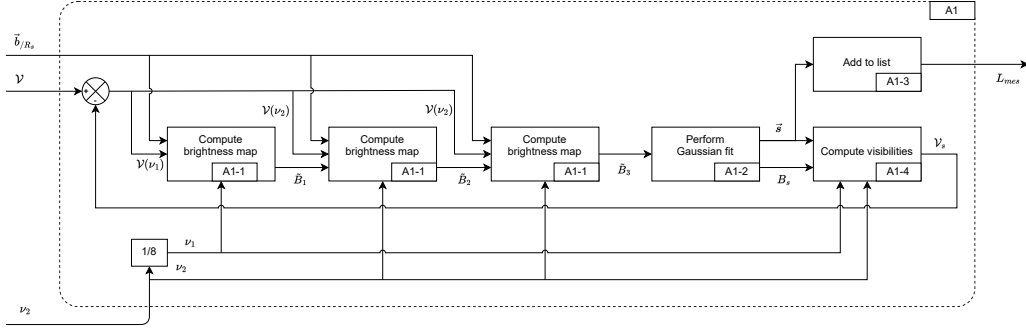 A1
b⃗/Rₛ
Add to list
A1-3
L_mes
𝒱
+
-
𝒱(ν₂)
𝒱(ν₂)
𝒱(ν₁)
Compute
brightness map
A1-1
B̃₁
Compute
brightness map
A1-1
B̃₂
Compute
brightness map
A1-1
B̃₃
Perform
Gaussian fit
A1-2
s⃗
Bₛ
Compute visibilities
A1-4
𝒱ₛ
1/8
ν₁
ν₂
ν₂